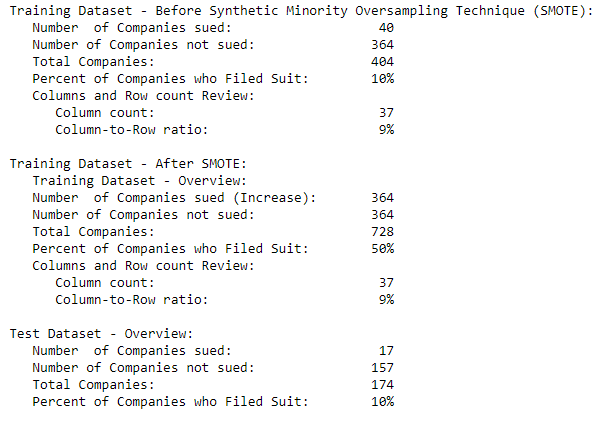 Training Dataset - Before Synthetic Minority Oversampling Technique (SMOTE):
Number  of Companies sued: 40
Number of Companies not sued: 364
Total Companies: 404
Percent of Companies who Filed Suit: 10%
Columns and Row count Review:
Column count: 37
Column-to-Row ratio: 9%
Training Dataset - After SMOTE:
Training Dataset - Overview:
Number  of Companies sued (Increase): 364
Number of Companies not sued: 364
Total Companies: 728
Percent of Companies who Filed Suit: 50%
Columns and Row count Review:
Column count: 37
Column-to-Row ratio: 9%
Test Dataset - Overview:
Number  of Companies sued: 17
Number of Companies not sued: 157
Total Companies: 174
Percent of Companies who Filed Suit: 10%